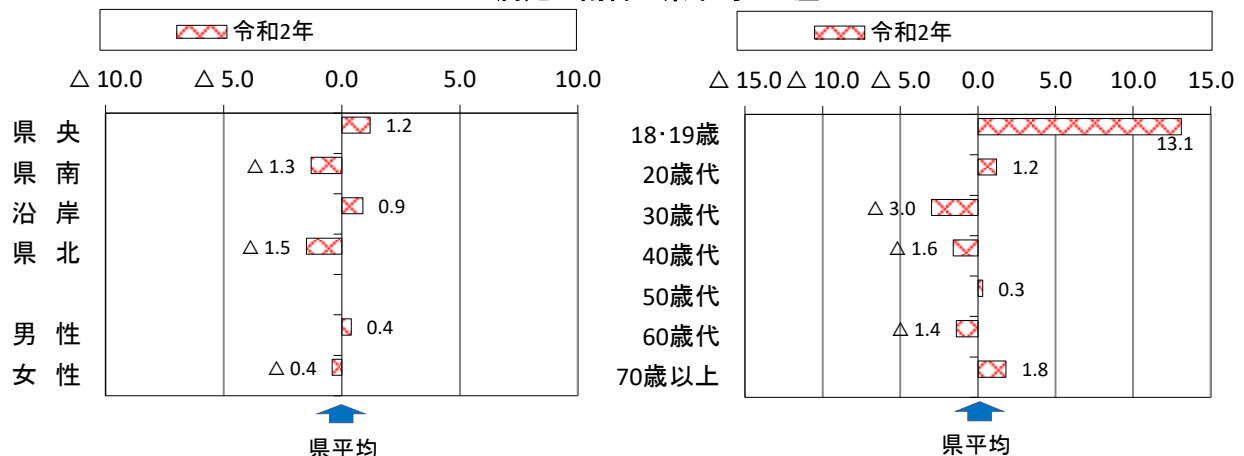 令和2年
△ 10.0 △ 5.0 0.0 5.0 10.0
県 央 1.2
県 南 △ 1.3
沿 岸 0.9
県 北 △ 1.5
男 性 0.4
女 性 △ 0.4
県平均
令和2年
△ 15.0 △ 10.0 △ 5.0 0.0 5.0 10.0 15.0
18･19歳 13.1
20歳代 1.2
30歳代 △ 3.0
40歳代 △ 1.6
50歳代 0.3
60歳代 △ 1.4
70歳以上 1.8
県平均